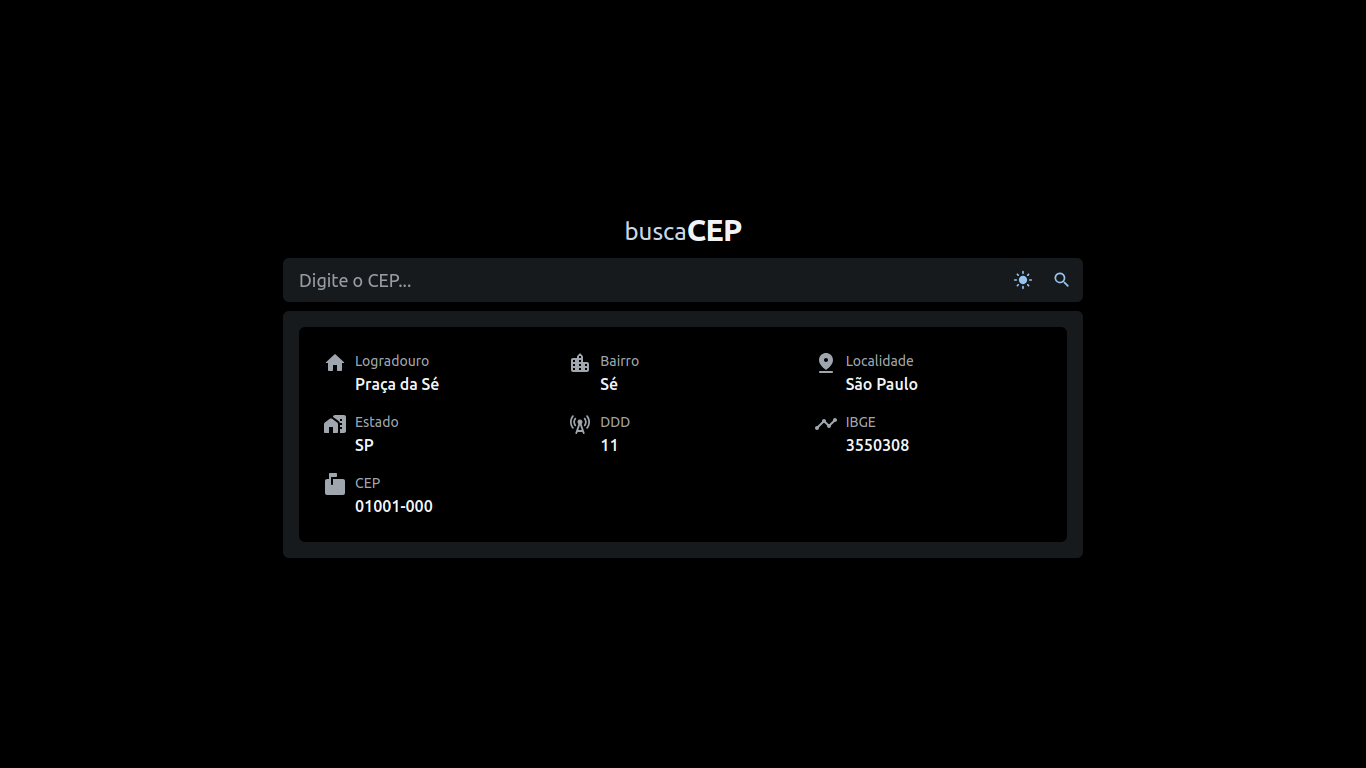 buscaCEP
Digite o CEP...
Logradouro
Praça da Sé
Bairro
Sé
Localidade
São Paulo
Estado
SP
DDD
11
IBGE
3550308
CEP
01001-000